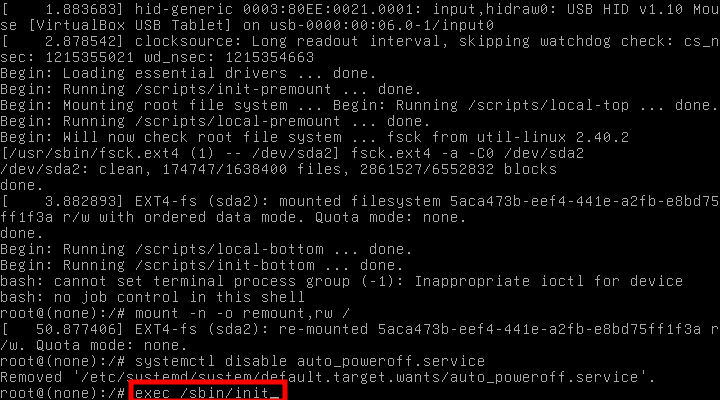 [    1.883683] hid-generic 0003:80EE:0021.0001: input,hidraw0: USB HID v1.10 Mou
se [VirtualBox USB Tablet] on usb-0000:00:06.0-1/input0
[    2.878542] clocksource: Long readout interval, skipping watchdog check: cs_n
sec: 1215355021 wd_nsec: 1215354663
Begin: Loading essential drivers ... done.
Begin: Running /scripts/init-premount ... done.
Begin: Mounting root file system ... Begin: Running /scripts/local-top ... done.
Begin: Running /scripts/local-premount ... done.
Begin: Will now check root file system ... fsck from util-linux 2.40.2
[/usr/sbin/fsck.ext4 (1) -- /dev/sda2] fsck.ext4 -a -C0 /dev/sda2
/dev/sda2: clean, 174747/1638400 files, 2861527/6552832 blocks
done.
[    3.882893] EXT4-fs (sda2): mounted filesystem 5aca473b-eef4-441e-a2fb-e8bd75
ff1f3a r/w with ordered data mode. Quota mode: none.
done.
Begin: Running /scripts/local-bottom ... done.
Begin: Running /scripts/init-bottom ... done.
bash: cannot set terminal process group (-1): Inappropriate ioctl for device
bash: no job control in this shell
root@(none):/# mount -n -o remount,rw /
[   50.877406] EXT4-fs (sda2): re-mounted 5aca473b-eef4-441e-a2fb-e8bd75ff1f3a r
/w. Quota mode: none.
root@(none):/# systemctl disable auto_poweroff.service
Removed '/etc/systemd/system/default.target.wants/auto_poweroff.service'.
root@(none):/# exec /sbin/init_